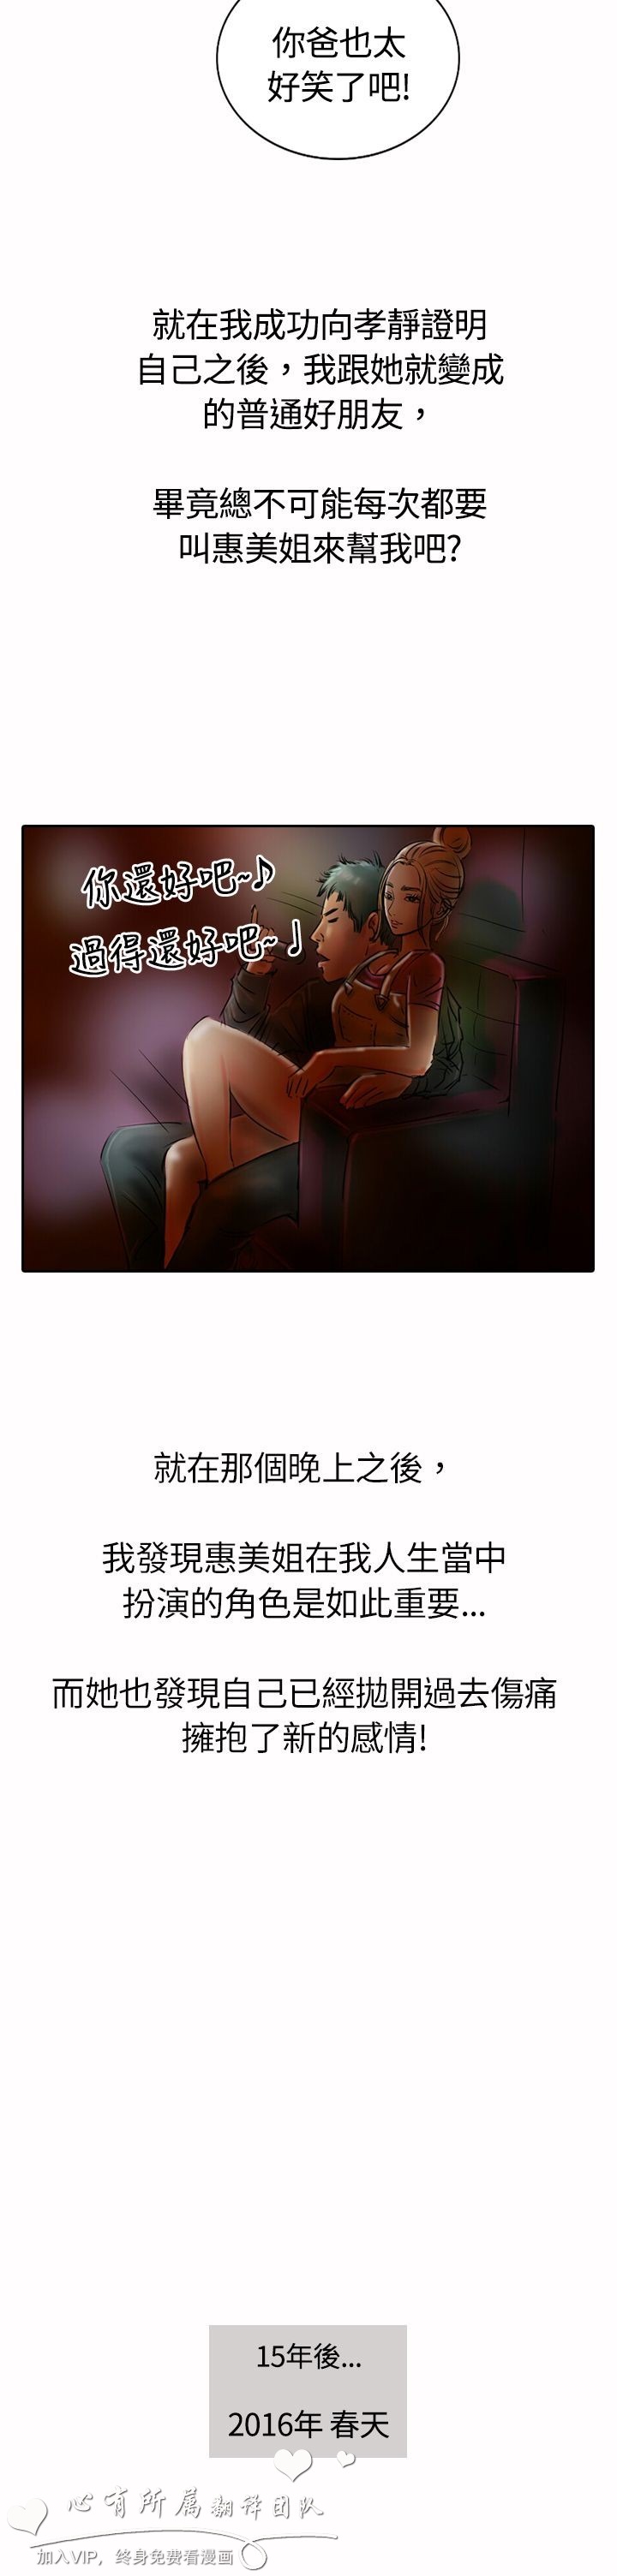 你爸也太
好笑了吧!
就在我成功向孝靜證明
自己之後，我跟她就變成
的普通好朋友，
畢竟總不可能每次都要
叫惠美姐來幫我吧?
你還好吧~♪
過得還好吧~♩
就在那個晚上之後，
我發現惠美姐在我人生當中
扮演的角色是如此重要...
而她也發現自己已經拋開過去傷痛
擁抱了新的感情!
15年後...
2016年 春天
心有所属翻译团队
加入VIP，终身免费看漫画